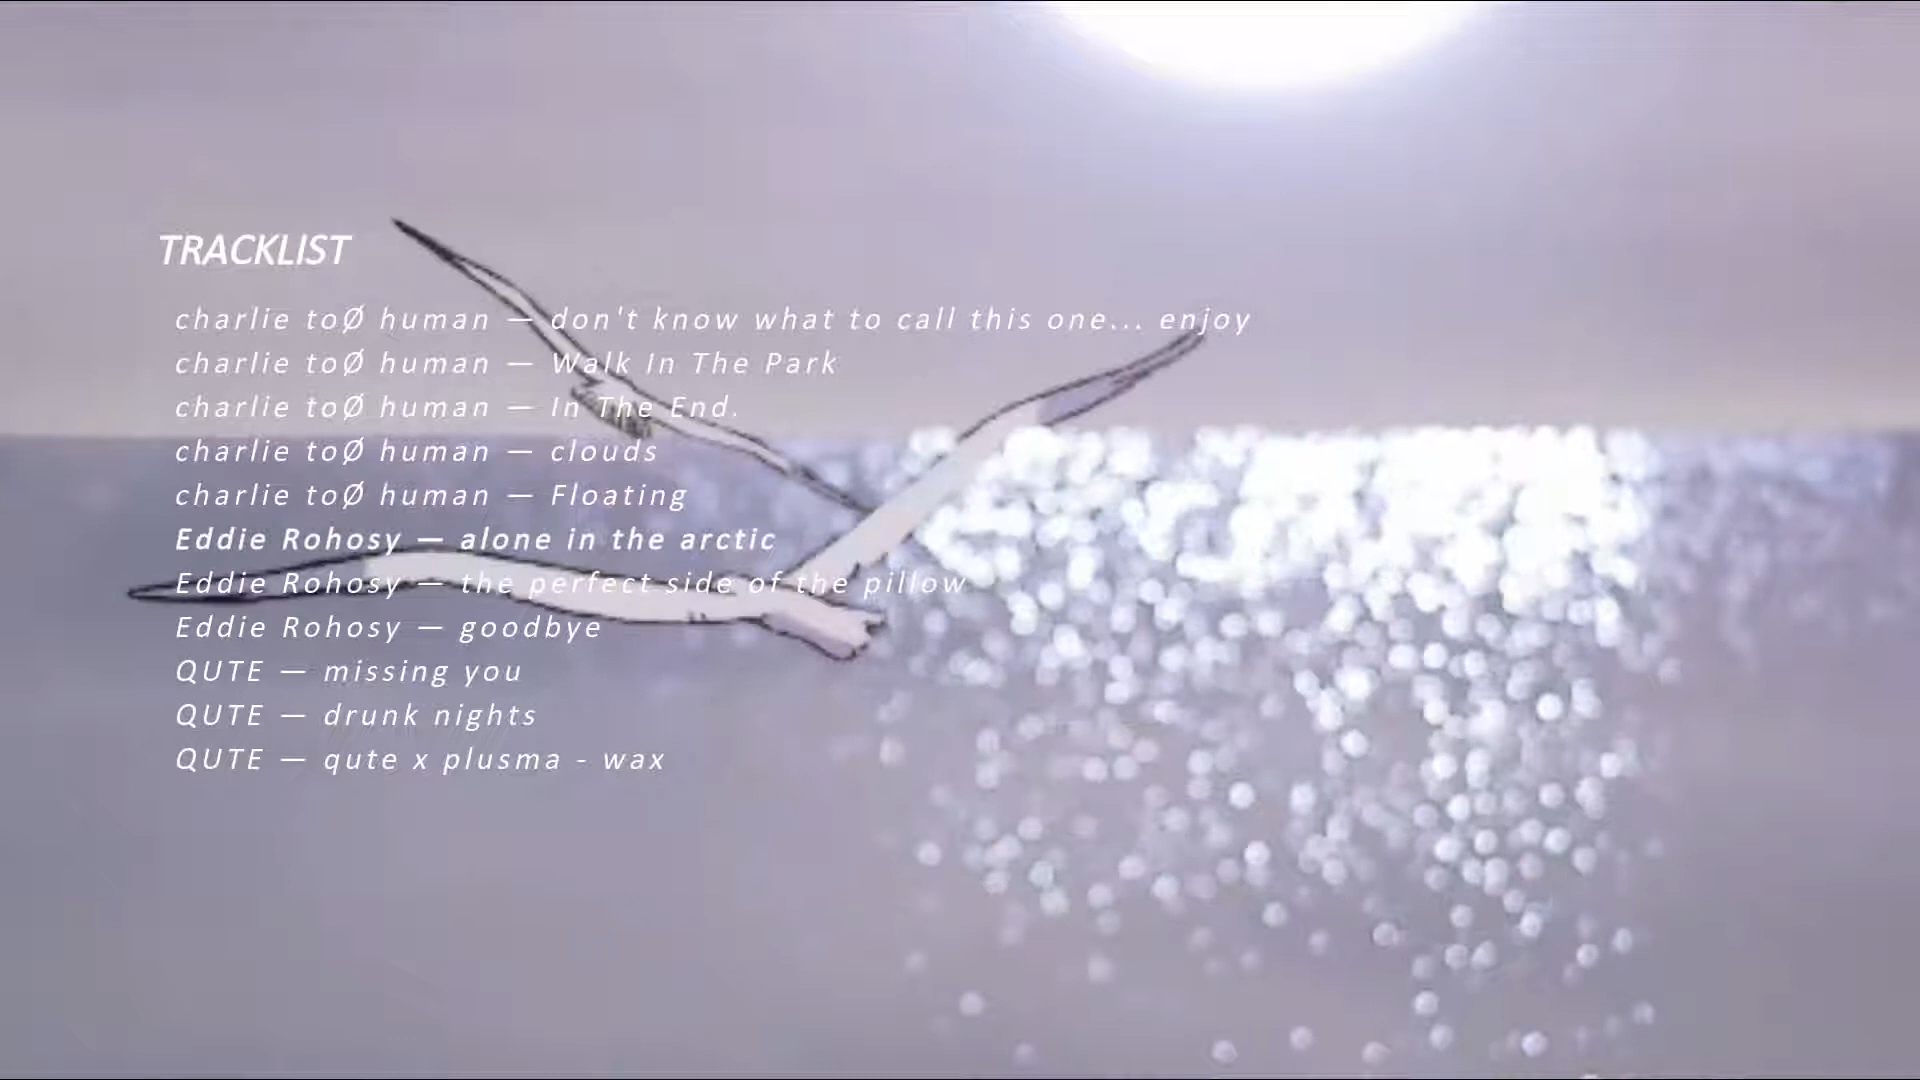 TRACKLIST
charlie toØ human — don't know what to call this one... enjoy
charlie toØ human — Walk In The Park
charlie toØ human — In The End.
charlie toØ human — clouds
charlie toØ human — Floating
Eddie Rohosy — alone in the arctic
Eddie Rohosy — the perfect side of the pillow
Eddie Rohosy — goodbye
QUTE — missing you
QUTE — drunk nights
QUTE — qute x plusma - wax